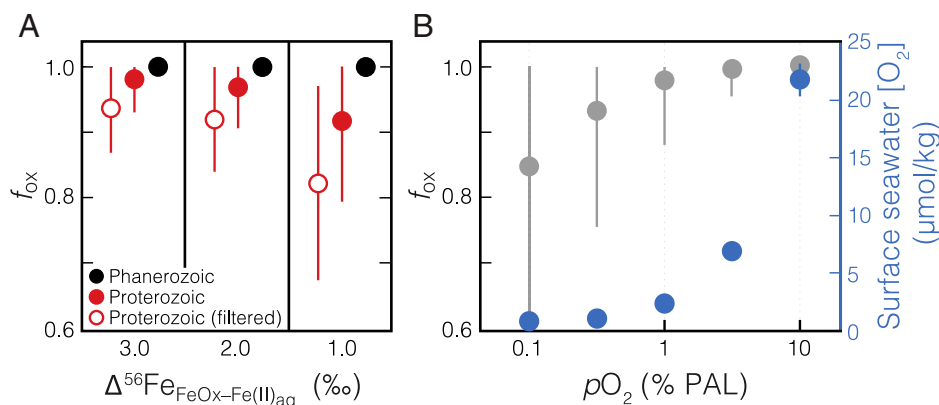 A
1.0
0.8
0.6
f_ox
Phanerozoic
Proterozoic
Proterozoic (filtered)
3.0 2.0 1.0
Δ⁵⁶Fe_FeOx–Fe(II)aq (‰)
B
1.0
0.8
0.6
f_ox
0.1 1 10
pO₂ (% PAL)
25
20
15
10
5
0
Surface seawater [O₂]
(μmol/kg)